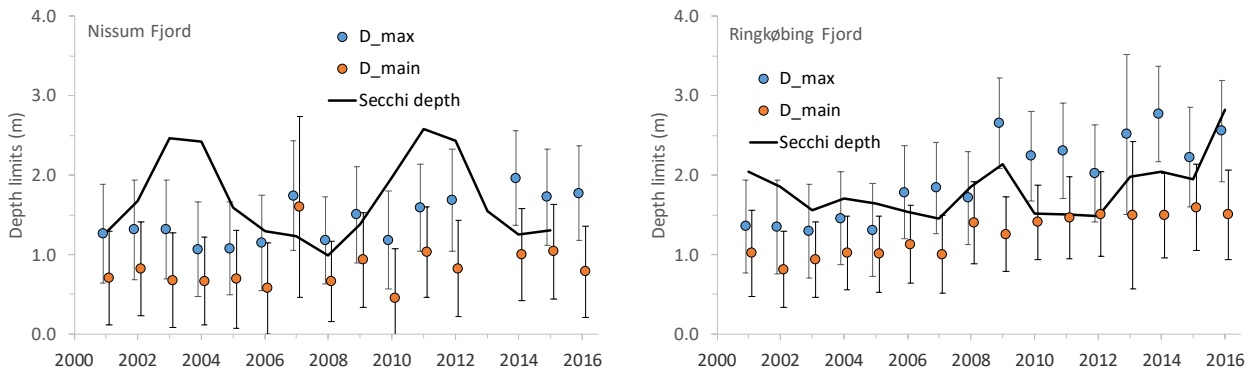 Depth limits (m)
4.0
3.0
2.0
1.0
0.0
Nissum Fjord
D_max
D_main
Secchi depth
2000 2002 2004 2006 2008 2010 2012 2014 2016
Depth limits (m)
4.0
3.0
2.0
1.0
0.0
Ringkøbing Fjord
D_max
D_main
Secchi depth
2000 2002 2004 2006 2008 2010 2012 2014 2016